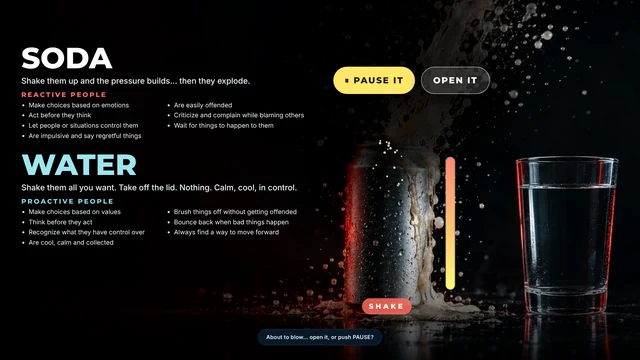 SODA
Shake them up and the pressure builds... then they explode.
REACTIVE PEOPLE
• Make choices based on emotions
• Act before they think
• Let people or situations control them
• Are impulsive and say regretful things
• Are easily offended
• Criticize and complain while blaming others
• Wait for things to happen to them
WATER
Shake them all you want. Take off the lid. Nothing. Calm, cool, in control.
PROACTIVE PEOPLE
• Make choices based on values
• Think before they act
• Recognize what they have control over
• Are cool, calm and collected
• Brush things off without getting offended
• Bounce back when bad things happen
• Always find a way to move forward
PAUSE IT
OPEN IT
SHAKE
About to blow... open it, or push PAUSE?